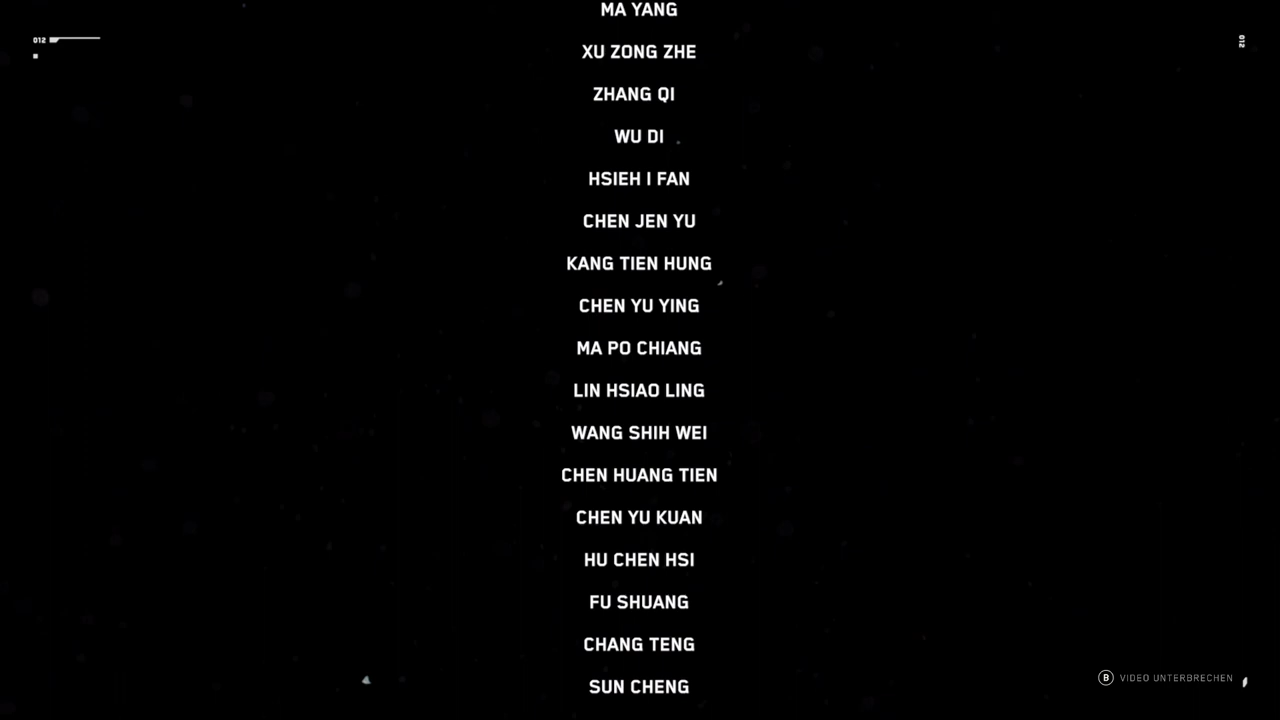 MA YANG
012
012
XU ZONG ZHE
ZHANG QI
WU DI
HSIEH I FAN
CHEN JEN YU
KANG TIEN HUNG
CHEN YU YING
MA PO CHIANG
LIN HSIAO LING
WANG SHIH WEI
CHEN HUANG TIEN
CHEN YU KUAN
HU CHEN HSI
FU SHUANG
CHANG TENG
SUN CHENG
B VIDEO UNTERBRECHEN